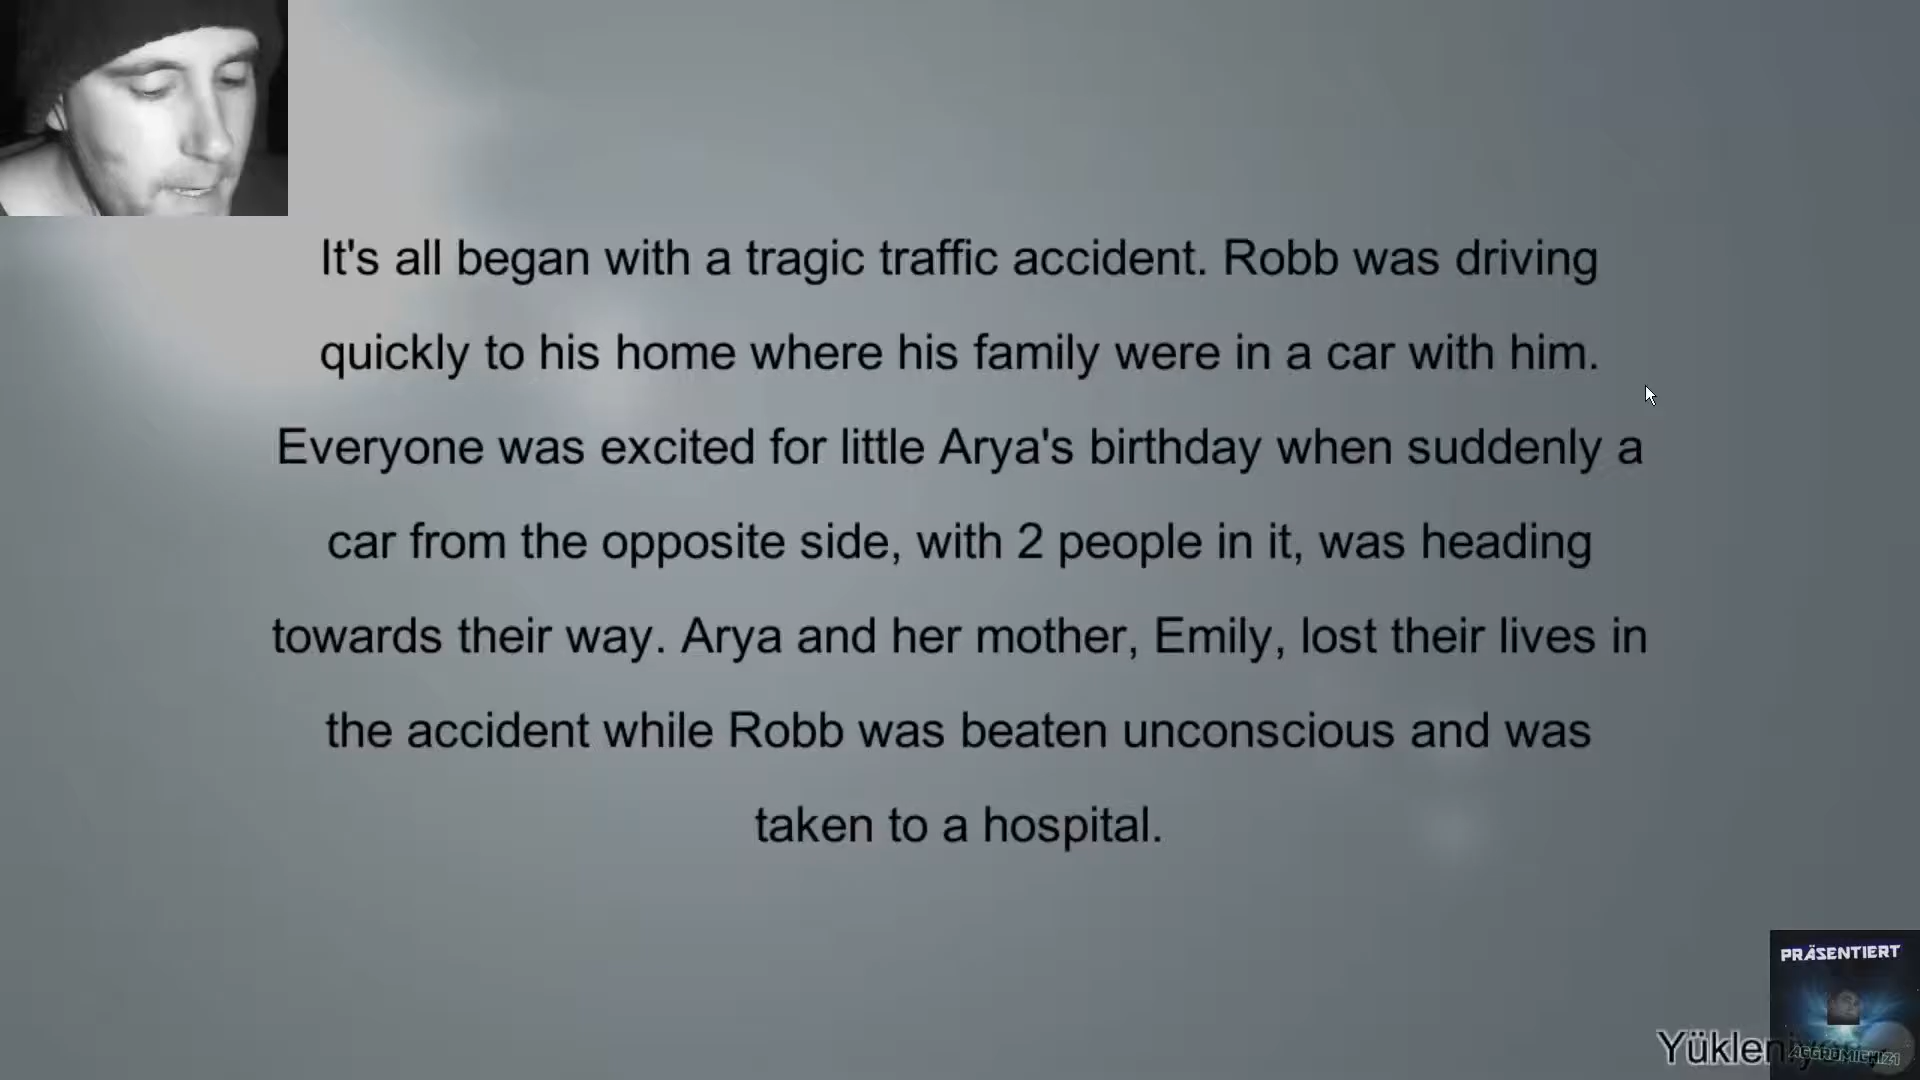 It's all began with a tragic traffic accident. Robb was driving
quickly to his home where his family were in a car with him.
Everyone was excited for little Arya's birthday when suddenly a
car from the opposite side, with 2 people in it, was heading
towards their way. Arya and her mother, Emily, lost their lives in
the accident while Robb was beaten unconscious and was
taken to a hospital.
PRÄSENTIERT
AGGROMICHI21